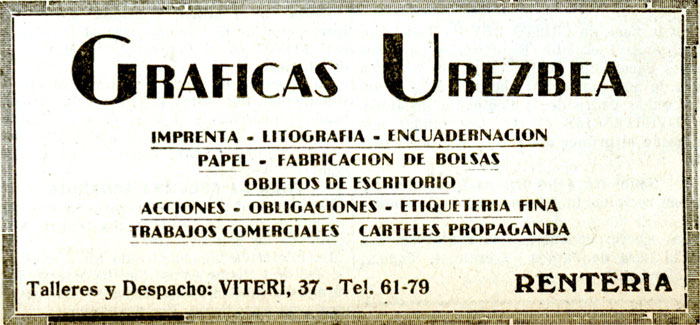 GRAFICAS UREZBEA
IMPRENTA - LITOGRAFIA - ENCUADERNACION
PAPEL - FABRICACION DE BOLSAS
OBJETOS DE ESCRITORIO
ACCIONES - OBLIGACIONES - ETIQUETERIA FINA
TRABAJOS COMERCIALES CARTELES PROPAGANDA
Talleres y Despacho: VITERI, 37 - Tel. 61-79 RENTERIA